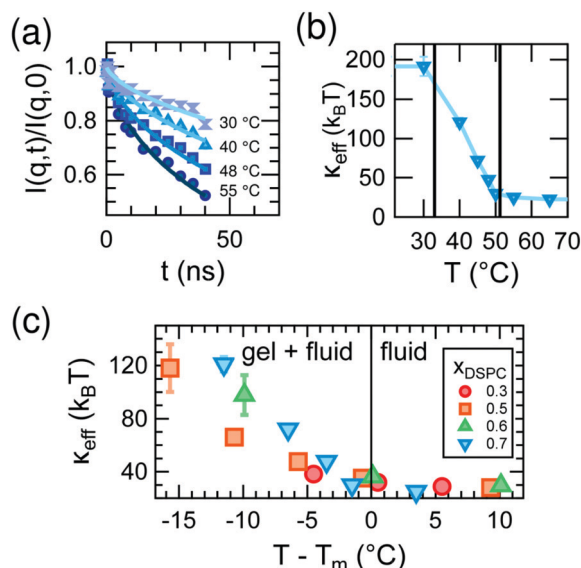 (a)
I(q,t)/I(q,0)
1.0
0.8
0.6
30 °C
40 °C
48 °C
55 °C
0
50
t (ns)
(b)
κeff (kBT)
200
150
100
50
0
30
40
50
60
70
T (°C)
(c)
κeff (kBT)
120
80
40
gel + fluid
fluid
xDSPC
0.3
0.5
0.6
0.7
-15
-10
-5
0
5
10
T - Tm (°C)